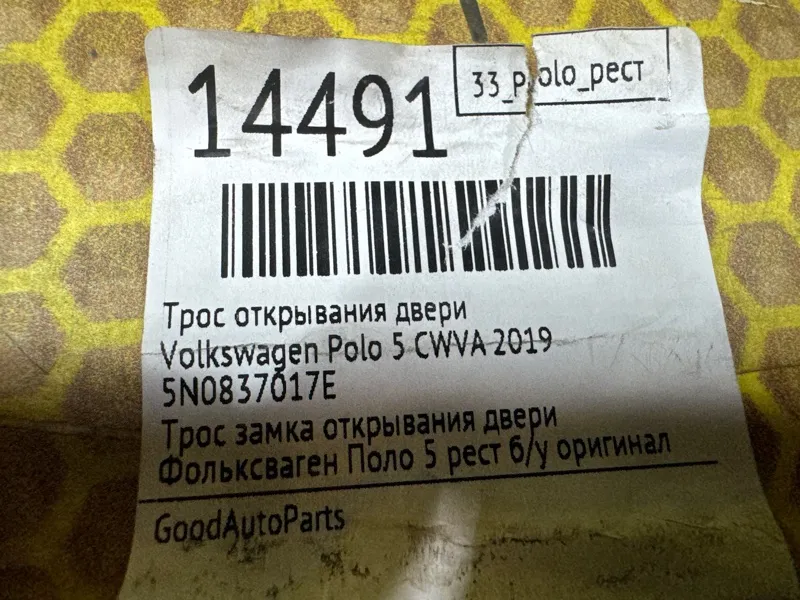 14491
33_Polo_рест
Трос открывания двери
Volkswagen Polo 5 CWVA 2019
5N0837017E
Трос замка открывания двери
Фольксваген Поло 5 рест б/у оригинал
GoodAutoParts